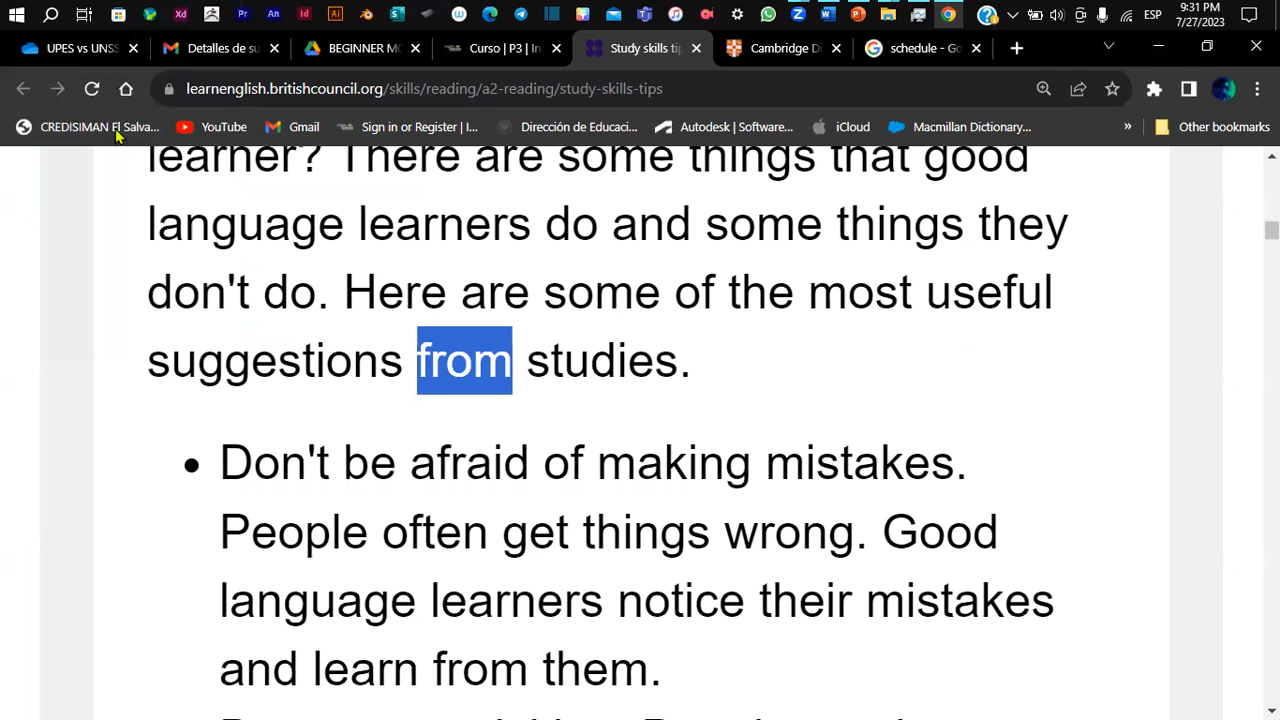 ESP
9:31 PM
7/27/2023
UPES vs UNSS
Detalles de su
BEGINNER MO
Curso | P3 | In
Study skills tip
Cambridge Di
schedule - Go
learnenglish.britishcouncil.org/skills/reading/a2-reading/study-skills-tips
CREDISIMAN El Salva...
YouTube
Gmail
Sign in or Register | I...
Dirección de Educaci...
Autodesk | Software...
iCloud
Macmillan Dictionary...
»
Other bookmarks
learner? There are some things that good
language learners do and some things they
don't do. Here are some of the most useful
suggestions from studies.
• Don't be afraid of making mistakes.
People often get things wrong. Good
language learners notice their mistakes
and learn from them.